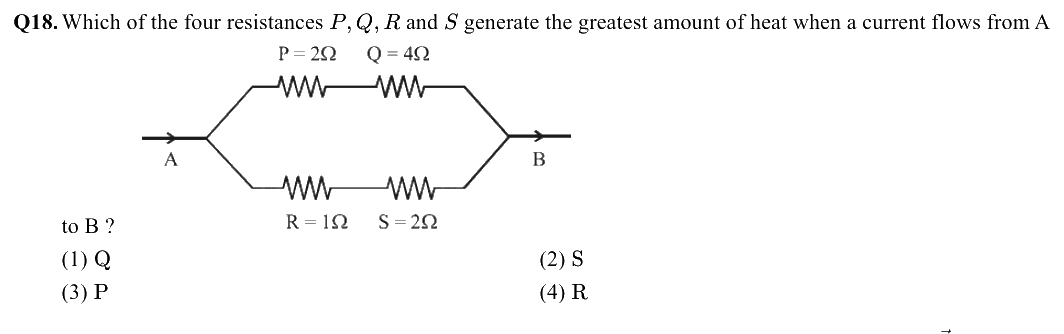 Q18. Which of the four resistances P, Q, R and S generate the greatest amount of heat when a current flows from A
P = 2Ω Q = 4Ω
A B
R = 1Ω S = 2Ω
to B ?
(1) Q (2) S
(3) P (4) R